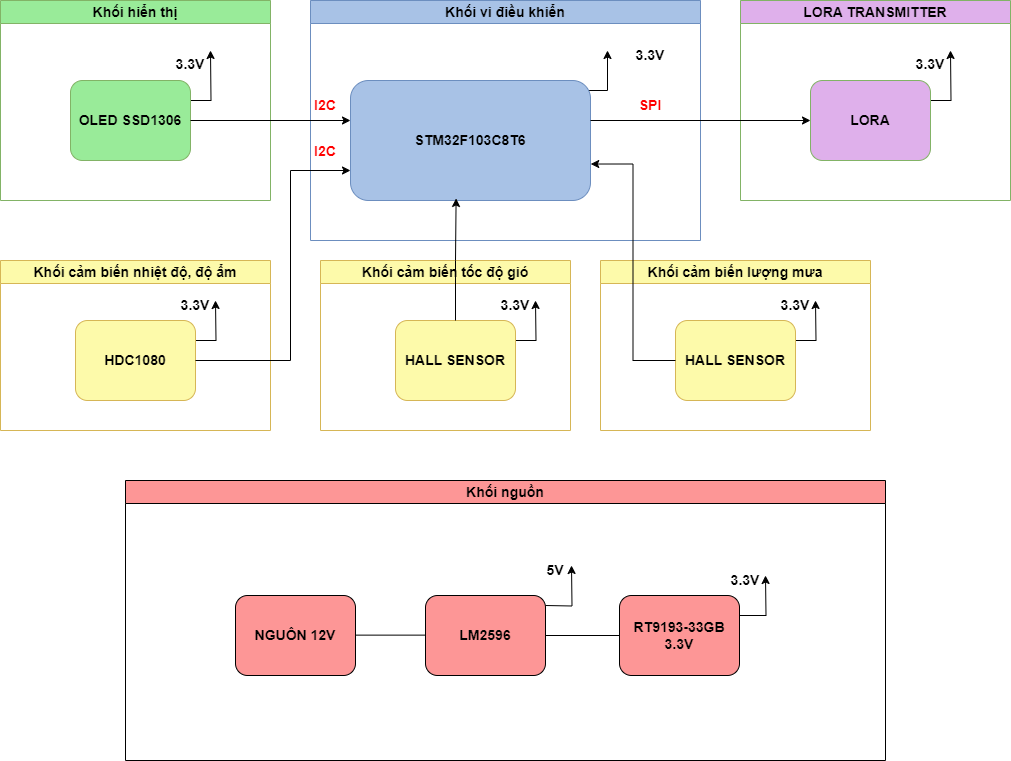 Khối hiển thị
3.3V
OLED SSD1306
I2C
I2C
Khối vi điều khiển
3.3V
STM32F103C8T6
SPI
LORA TRANSMITTER
3.3V
LORA
Khối cảm biến nhiệt độ, độ ẩm
3.3V
HDC1080
Khối cảm biến tốc độ gió
3.3V
HALL SENSOR
Khối cảm biến lượng mưa
3.3V
HALL SENSOR
Khối nguồn
NGUỒN 12V
5V
LM2596
3.3V
RT9193-33GB
3.3V